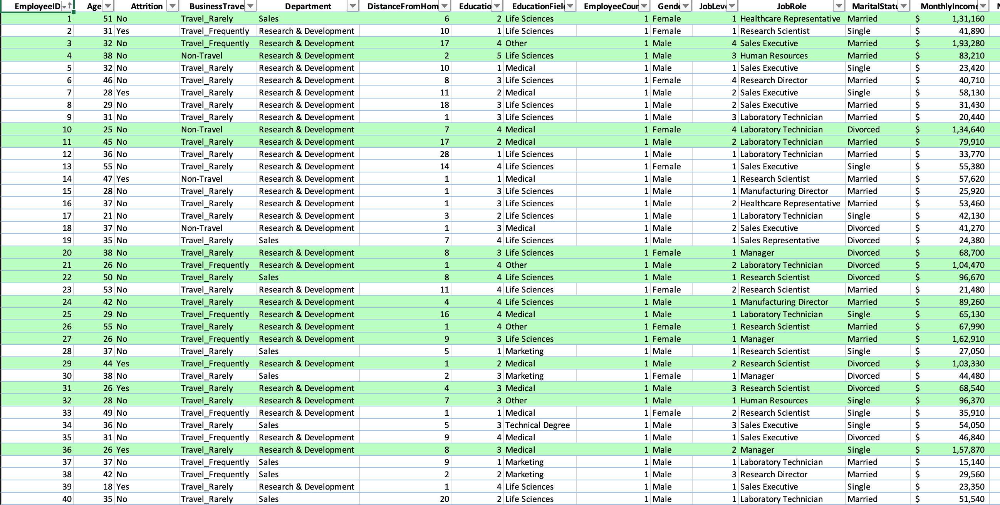 EmployeeID Age Attrition BusinessTrave Department DistanceFromHom Educatio EducationFiel EmployeeCour Gende JobLeve JobRole MaritalStatu MonthlyIncome N
1 51 No Travel_Rarely Sales 6 2 Life Sciences 1 Female 1 Healthcare Representative Married $ 1,31,160
2 31 Yes Travel_Frequently Research & Development 10 1 Life Sciences 1 Female 1 Research Scientist Single $ 41,890
3 32 No Travel_Frequently Research & Development 17 4 Other 1 Male 4 Sales Executive Married $ 1,93,280
4 38 No Non-Travel Research & Development 2 5 Life Sciences 1 Male 3 Human Resources Married $ 83,210
5 32 No Travel_Rarely Research & Development 10 1 Medical 1 Male 1 Sales Executive Single $ 23,420
6 46 No Travel_Rarely Research & Development 8 3 Life Sciences 1 Female 4 Research Director Married $ 40,710
7 28 Yes Travel_Rarely Research & Development 11 2 Medical 1 Male 2 Sales Executive Single $ 58,130
8 29 No Travel_Rarely Research & Development 18 3 Life Sciences 1 Male 2 Sales Executive Married $ 31,430
9 31 No Travel_Rarely Research & Development 1 3 Life Sciences 1 Male 3 Laboratory Technician Married $ 20,440
10 25 No Non-Travel Research & Development 7 4 Medical 1 Female 4 Laboratory Technician Divorced $ 1,34,640
11 45 No Travel_Rarely Research & Development 17 2 Medical 1 Male 2 Laboratory Technician Married $ 79,910
12 36 No Travel_Rarely Research & Development 28 1 Life Sciences 1 Male 1 Laboratory Technician Married $ 33,770
13 55 No Travel_Rarely Research & Development 14 4 Life Sciences 1 Female 1 Sales Executive Single $ 55,380
14 47 Yes Non-Travel Research & Development 1 1 Medical 1 Male 1 Research Scientist Married $ 57,620
15 28 No Travel_Rarely Research & Development 1 3 Life Sciences 1 Male 1 Manufacturing Director Married $ 25,920
16 37 No Travel_Rarely Research & Development 1 3 Life Sciences 1 Male 2 Healthcare Representative Married $ 53,460
17 21 No Travel_Rarely Research & Development 3 2 Life Sciences 1 Male 1 Laboratory Technician Single $ 42,130
18 37 No Non-Travel Research & Development 1 3 Medical 1 Male 2 Sales Executive Divorced $ 41,270
19 35 No Travel_Rarely Sales 7 4 Life Sciences 1 Male 1 Sales Representative Divorced $ 24,380
20 38 No Travel_Rarely Research & Development 8 3 Life Sciences 1 Female 1 Manager Divorced $ 68,700
21 26 No Travel_Frequently Research & Development 1 4 Other 1 Male 2 Laboratory Technician Divorced $ 1,04,470
22 50 No Travel_Rarely Sales 8 4 Life Sciences 1 Male 1 Research Scientist Divorced $ 96,670
23 53 No Travel_Rarely Research & Development 11 4 Life Sciences 1 Female 2 Research Scientist Married $ 21,480
24 42 No Travel_Rarely Research & Development 4 4 Life Sciences 1 Male 1 Manufacturing Director Married $ 89,260
25 29 No Travel_Frequently Research & Development 16 4 Medical 1 Male 1 Laboratory Technician Single $ 65,130
26 55 No Travel_Rarely Research & Development 1 4 Other 1 Female 1 Research Scientist Married $ 67,990
27 26 No Travel_Frequently Research & Development 9 3 Life Sciences 1 Female 1 Manager Married $ 1,62,910
28 37 No Travel_Rarely Sales 5 1 Marketing 1 Male 1 Research Scientist Single $ 27,050
29 44 Yes Travel_Frequently Research & Development 1 2 Medical 1 Male 2 Research Scientist Divorced $ 1,03,330
30 38 No Travel_Rarely Sales 2 3 Marketing 1 Female 1 Manager Divorced $ 44,480
31 26 Yes Travel_Rarely Research & Development 4 3 Medical 1 Male 3 Research Scientist Divorced $ 68,540
32 28 No Travel_Rarely Research & Development 7 3 Other 1 Male 1 Human Resources Single $ 96,370
33 49 No Travel_Frequently Research & Development 1 1 Medical 1 Female 2 Research Scientist Single $ 35,910
34 36 No Travel_Rarely Sales 5 3 Technical Degree 1 Male 3 Sales Executive Single $ 54,050
35 31 No Travel_Frequently Research & Development 9 4 Medical 1 Male 1 Sales Executive Divorced $ 46,840
36 26 Yes Travel_Rarely Research & Development 8 3 Medical 1 Male 2 Manager Single $ 1,57,870
37 37 No Travel_Frequently Sales 9 1 Marketing 1 Male 1 Laboratory Technician Married $ 15,140
38 42 No Travel_Frequently Sales 2 2 Marketing 1 Male 3 Research Director Married $ 29,560
39 18 Yes Travel_Rarely Research & Development 1 4 Life Sciences 1 Male 1 Sales Executive Single $ 23,350
40 35 No Travel_Rarely Sales 20 2 Life Sciences 1 Male 1 Laboratory Technician Married $ 51,540